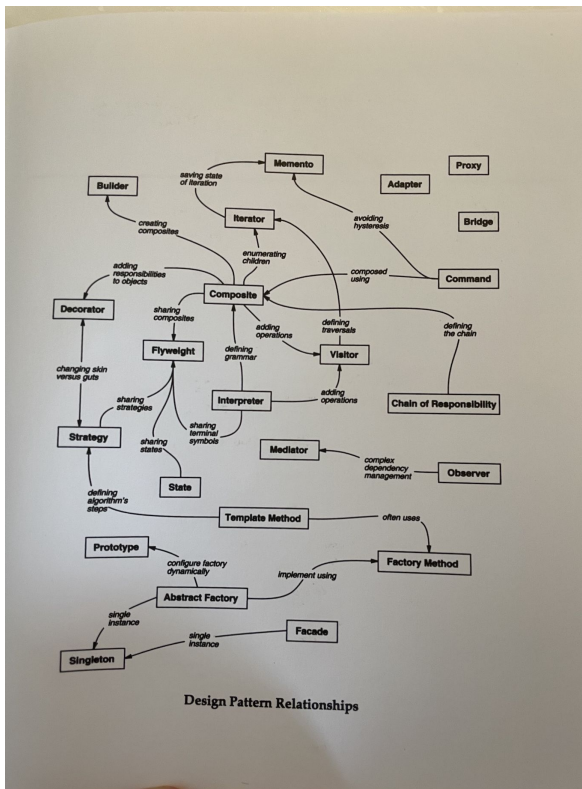 Memento
Proxy
saving state
of iteration
Adapter
Builder
Iterator
avoiding
hysteresis
Bridge
creating
composites
enumerating
children
adding
responsibilities
to objects
composed
using
Command
Composite
Decorator
sharing
composites
adding
operations
defining
traversals
defining
the chain
Flyweight
defining
grammar
Visitor
changing skin
versus guts
sharing
strategies
Interpreter
adding
operations
Chain of Responsibility
Strategy
sharing
states
sharing
terminal
symbols
Mediator
complex
dependency
management
Observer
State
defining
algorithm's
steps
Template Method
often uses
Prototype
configure factory
dynamically
implement using
Factory Method
Abstract Factory
single
instance
Facade
single
instance
Singleton
Design Pattern Relationships